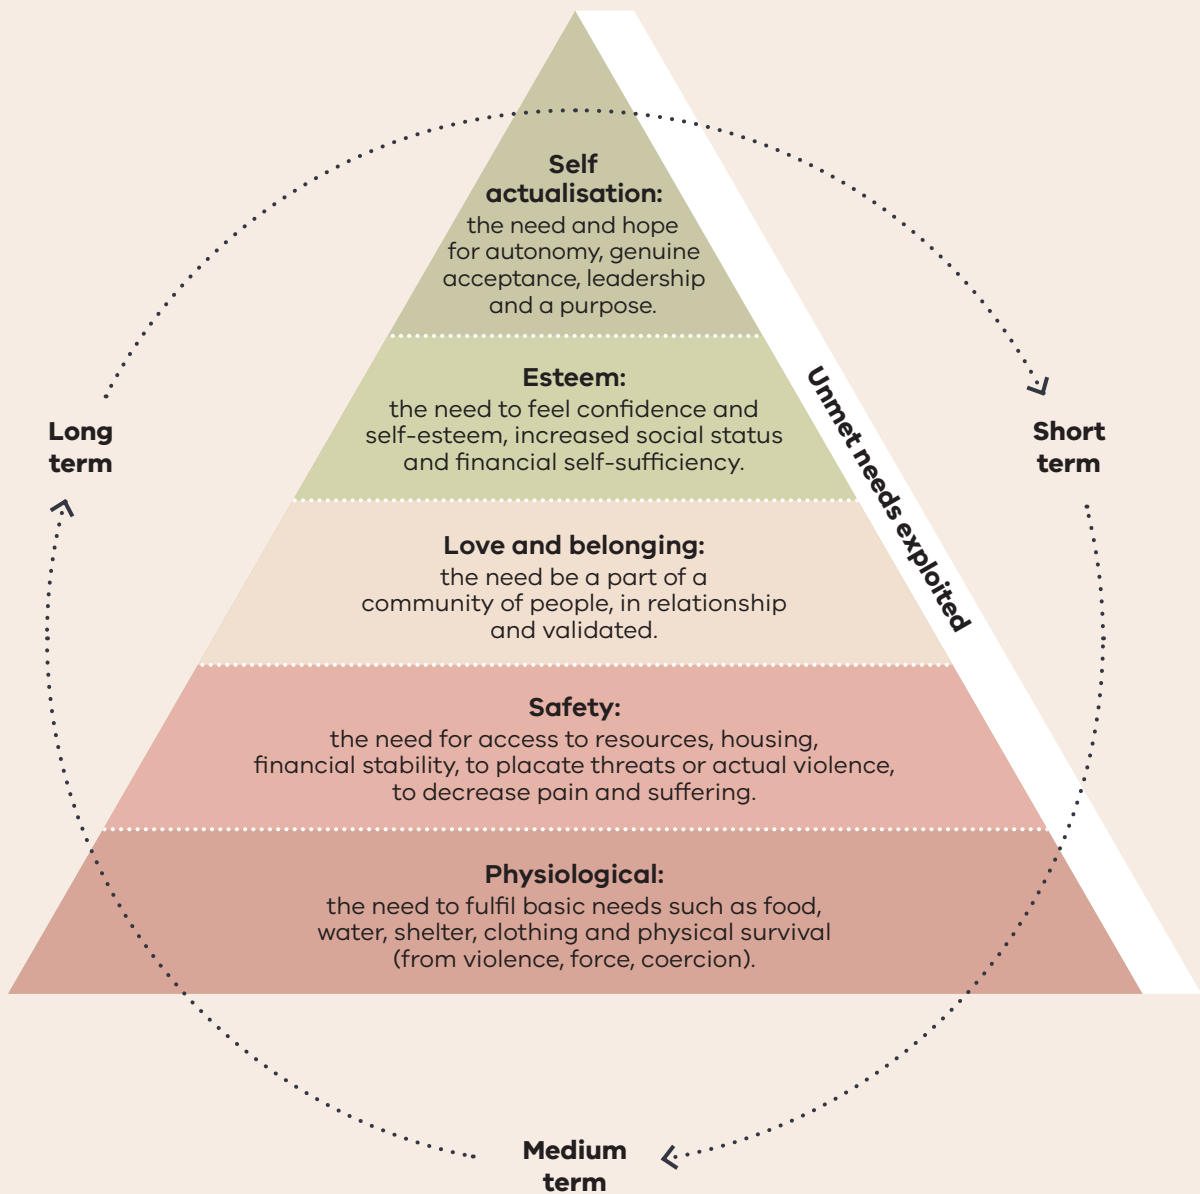 Self
actualisation:
the need and hope
for autonomy, genuine
acceptance, leadership
and a purpose.
Esteem:
the need to feel confidence and
self-esteem, increased social status
and financial self-sufficiency.
Love and belonging:
the need be a part of a
community of people, in relationship
and validated.
Safety:
the need for access to resources, housing,
financial stability, to placate threats or actual violence,
to decrease pain and suffering.
Physiological:
the need to fulfil basic needs such as food,
water, shelter, clothing and physical survival
(from violence, force, coercion).
Unmet needs exploited
Short
term
Medium
term
Long
term